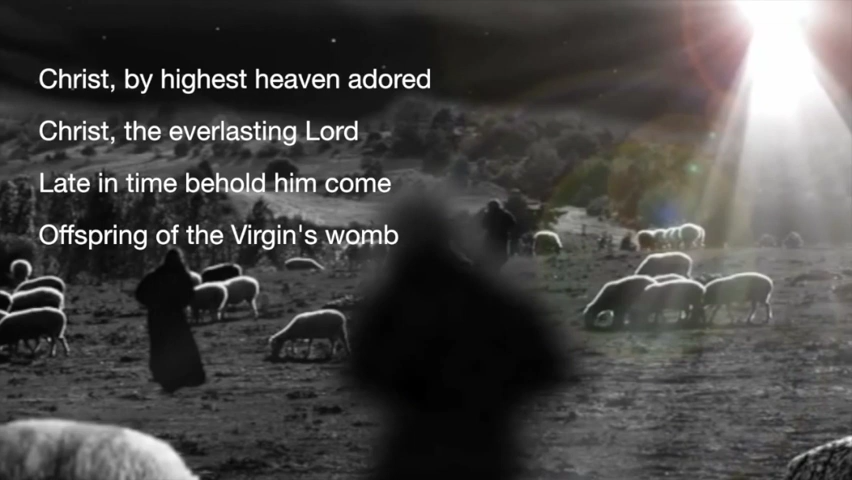 Christ, by highest heaven adored
Christ, the everlasting Lord
Late in time behold him come
Offspring of the Virgin's womb